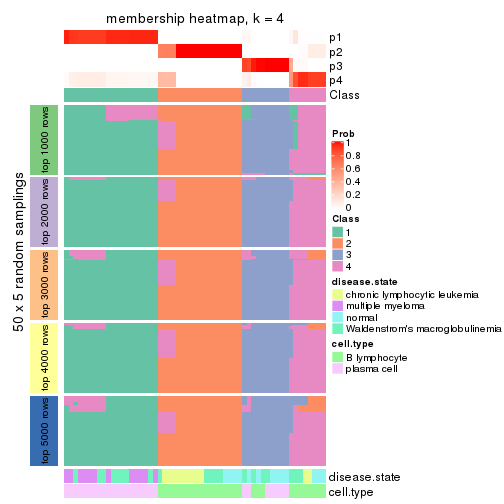 membership heatmap, k = 4
p1
p2
p3
p4
Class
50 x 5 random samplings
top 1000 rows
top 2000 rows
top 3000 rows
top 4000 rows
top 5000 rows
Prob
1
0.8
0.6
0.4
0.2
0
Class
1
2
3
4
disease.state
chronic lymphocytic leukemia
multiple myeloma
normal
Waldenstrom's macroglobulinemia
cell.type
B lymphocyte
plasma cell
disease.state
cell.type